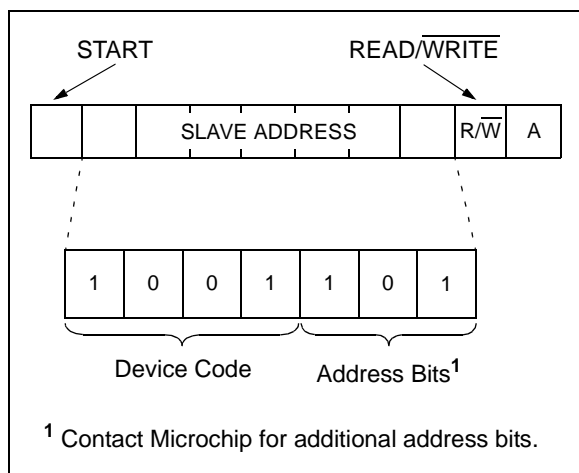 START READ/WRITE
SLAVE ADDRESS R/W A
1 0 0 1 1 0 1
Device Code Address Bits¹
¹ Contact Microchip for additional address bits.